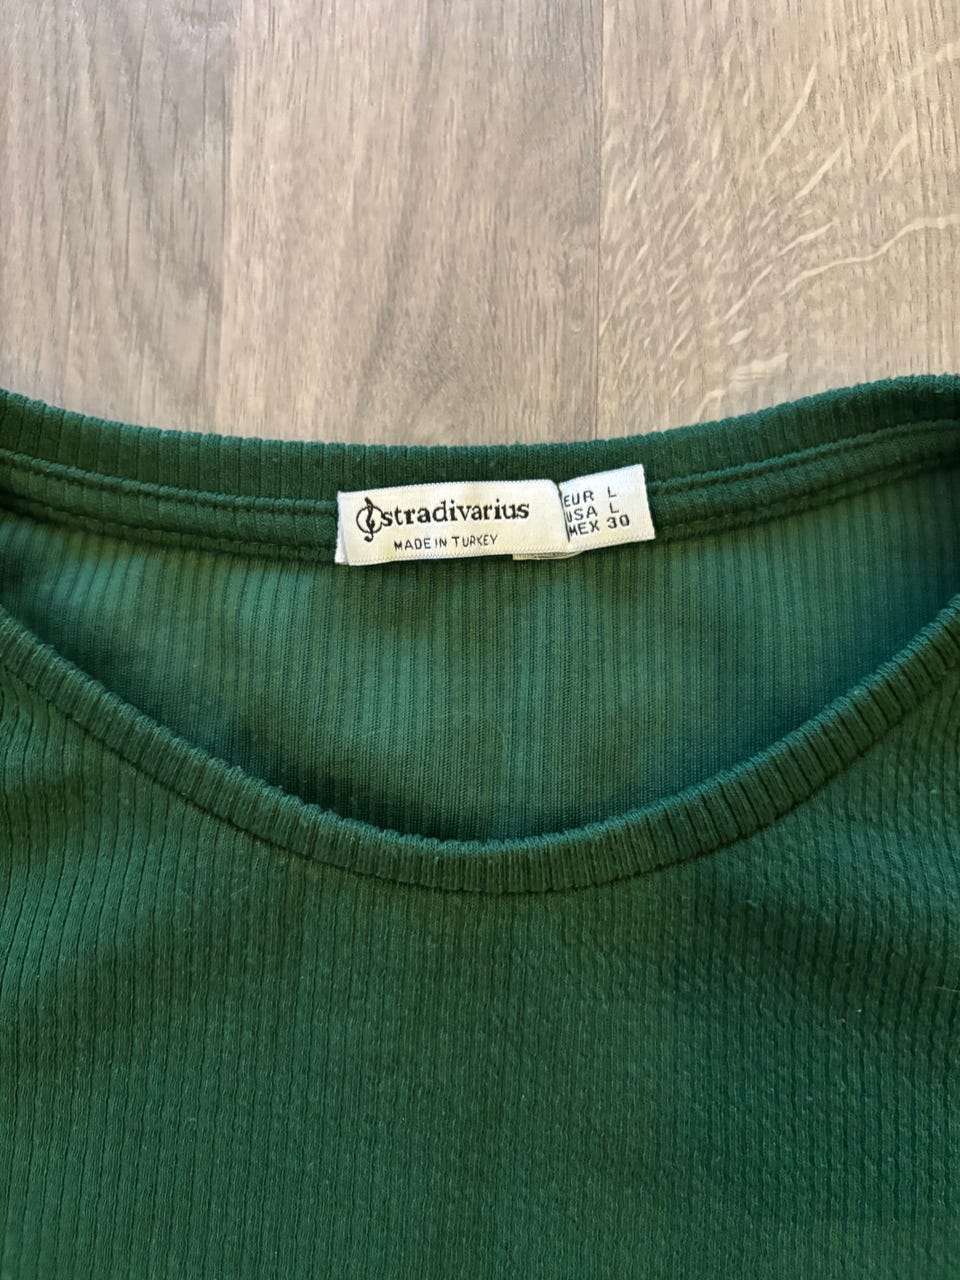 stradivarius
MADE IN TURKEY
EUR L
USA L
MEX 30